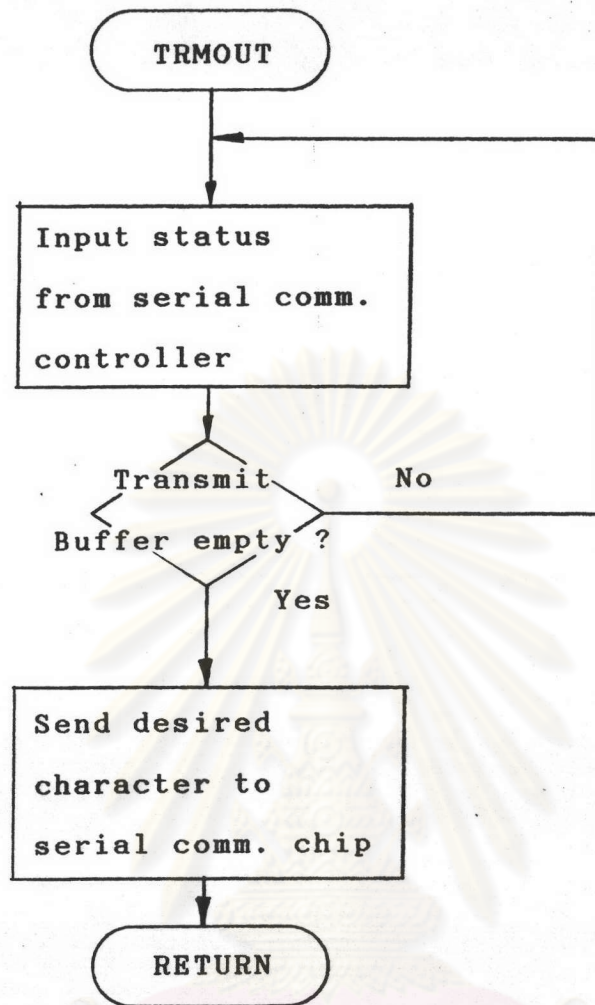 TRMOUT
Input status
from serial comm.
controller
Transmit
No
Buffer empty ?
Yes
Send desired
character to
serial comm. chip
RETURN